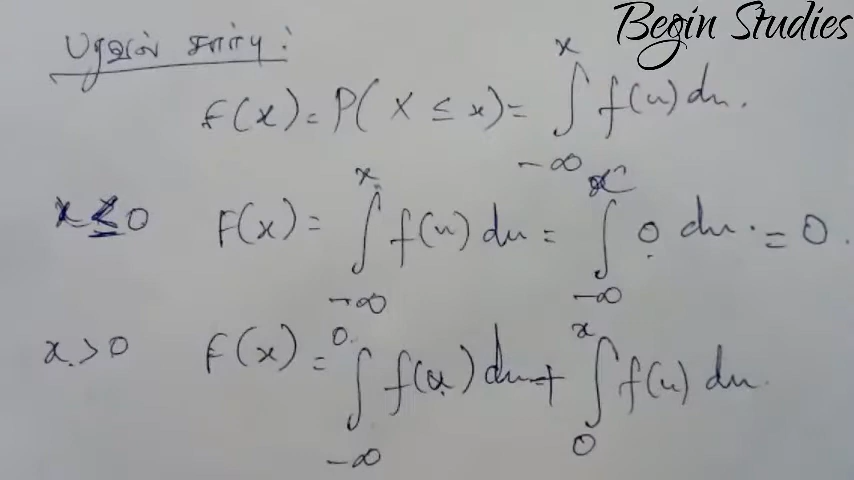 Begin Studies
பரவல் சார்பு :
F(x) = P(X ≤ x) = ∫_{-∞}^{x} f(u) du.
x ≤ 0 F(x) = ∫_{-∞}^{x} f(u) du = ∫_{-∞}^{x} 0 du. = 0.
x > 0 F(x) = ∫_{-∞}^{0} f(u) du + ∫_{0}^{x} f(u) du.